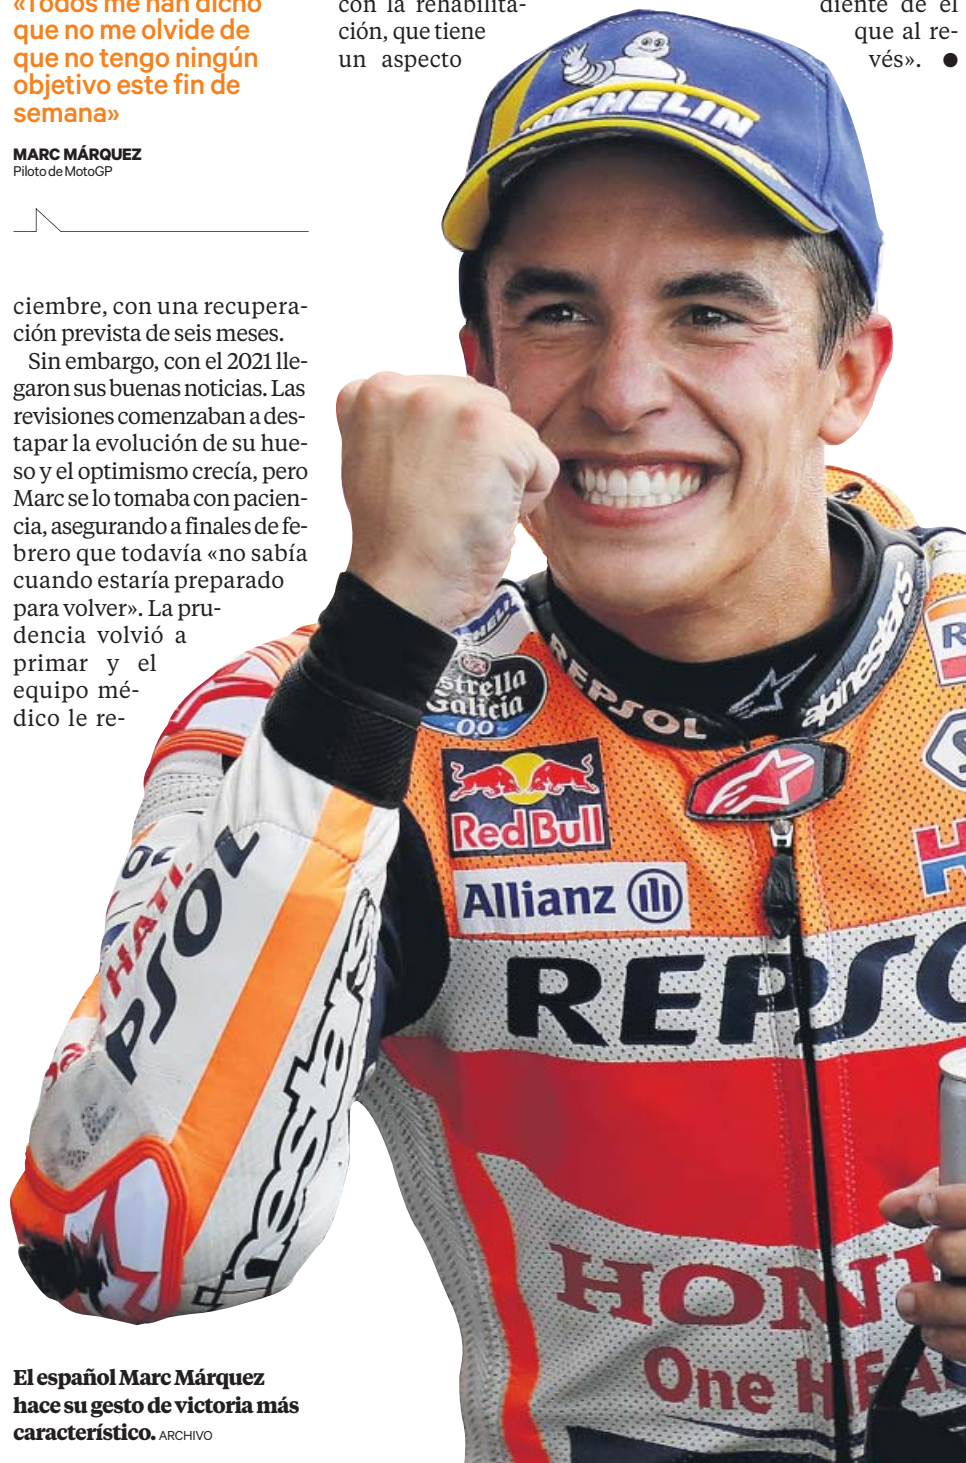 «Todos me han dicho
que no me olvide de
que no tengo ningún
objetivo este fin de
semana»
MARC MÁRQUEZ
Piloto de MotoGP
ciembre, con una recupera-
ción prevista de seis meses.
Sin embargo, con el 2021 lle-
garon sus buenas noticias. Las
revisiones comenzaban a des-
tapar la evolución de su hue-
so y el optimismo crecía, pero
Marc se lo tomaba con pacien-
cia, asegurando a finales de fe-
brero que todavía «no sabía
cuando estaría preparado
para volver». La pru-
dencia volvió a
primar y el
equipo mé-
dico le re-
con la rehabilita-
ción, que tiene
un aspecto
diente de él
que al re-
vés». ●
MICHELIN
Estrella
Galicia
0,0
REPSOL
alpinestars
Red Bull
Allianz
REPSO
HON
One HEA
PSOL
nestars
El español Marc Márquez
hace su gesto de victoria más
característico. ARCHIVO